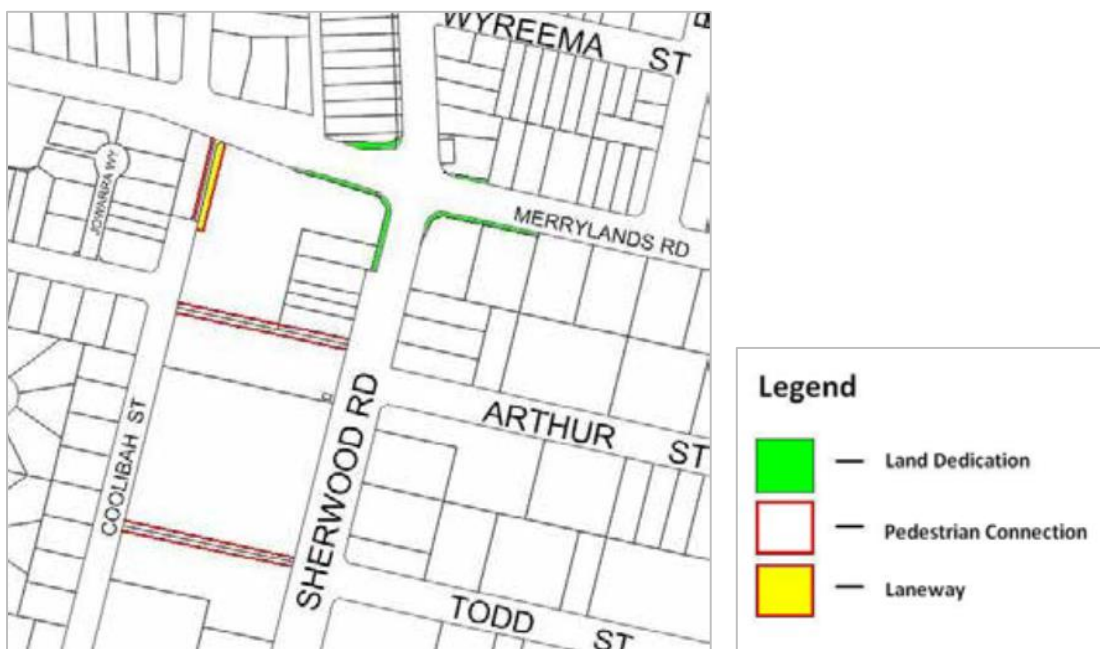 WYREEMA
ST
JOWARRA WY
MERRYLANDS RD
COOLIBAH ST
SHERWOOD RD
ARTHUR
ST
TODD
ST
Legend
— Land Dedication
— Pedestrian Connection
— Laneway